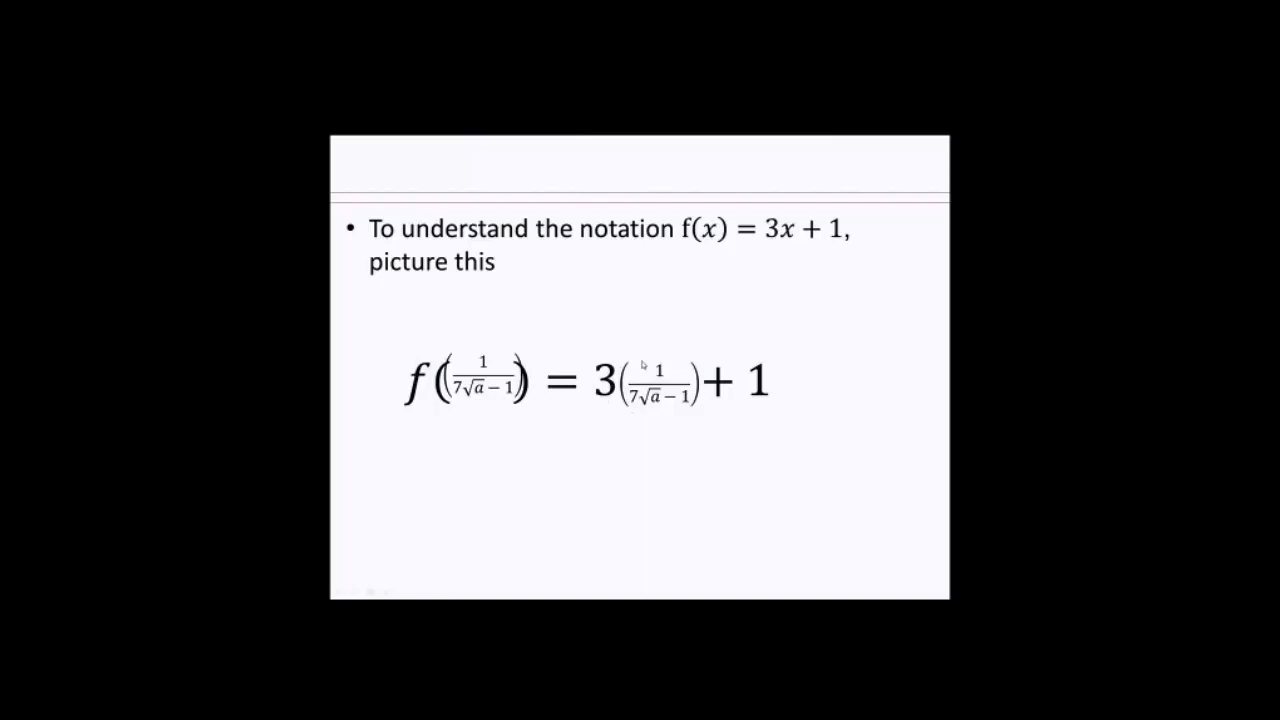 • To understand the notation f(x) = 3x + 1,
picture this
f(1/(7√a − 1)) = 3(1/(7√a − 1)) + 1